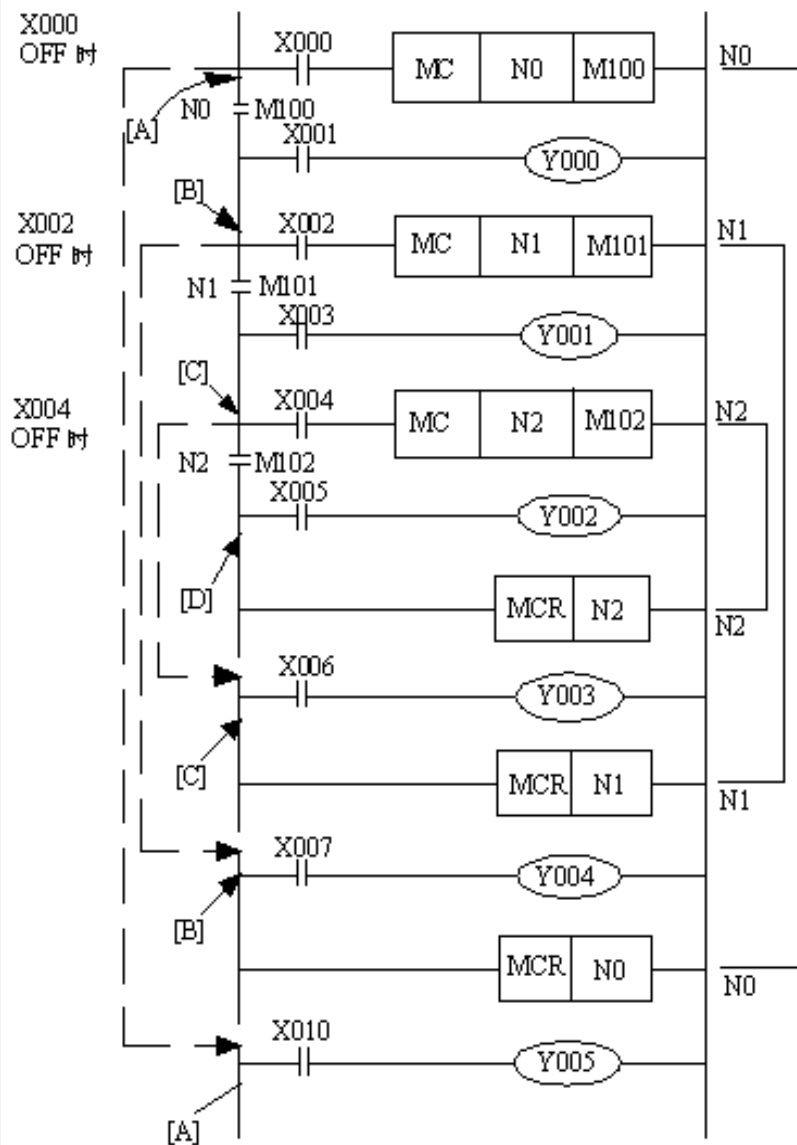 X000
OFF 时
X000
MC N0 M100
N0
[A]
N0 M100
X001
Y000
[B]
X002
OFF 时
X002
MC N1 M101
N1
N1 M101
X003
Y001
[C]
X004
OFF 时
X004
MC N2 M102
N2
N2 M102
X005
Y002
[D]
MCR N2
N2
X006
Y003
[C]
MCR N1
N1
X007
Y004
[B]
MCR N0
N0
X010
Y005
[A]